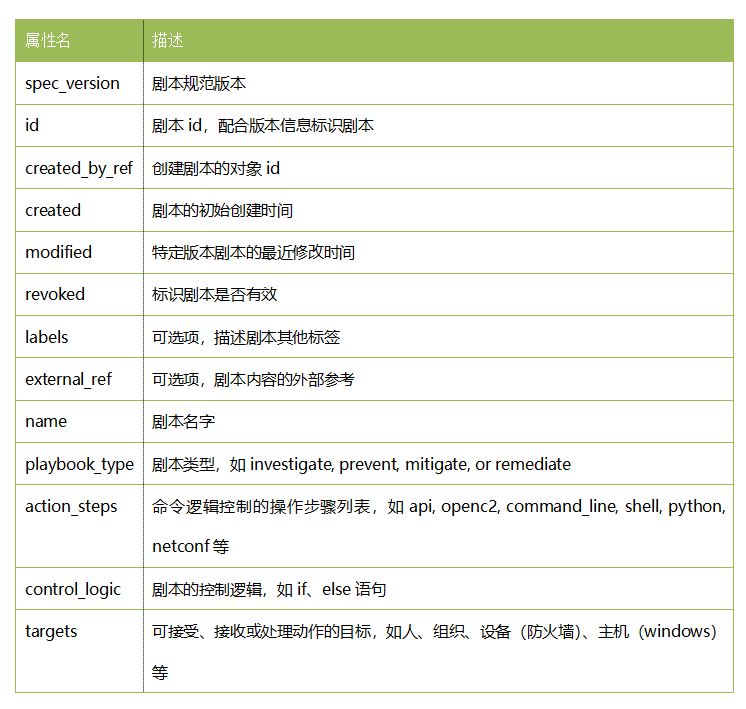 属性名 描述
spec_version 剧本规范版本
id 剧本 id，配合版本信息标识剧本
created_by_ref 创建剧本的对象 id
created 剧本的初始创建时间
modified 特定版本剧本的最近修改时间
revoked 标识剧本是否有效
labels 可选项，描述剧本其他标签
external_ref 可选项，剧本内容的外部参考
name 剧本名字
playbook_type 剧本类型，如 investigate, prevent, mitigate, or remediate
action_steps 命令逻辑控制的操作步骤列表，如 api, openc2, command_line, shell, python,
netconf 等
control_logic 剧本的控制逻辑，如 if、else 语句
targets 可接受、接收或处理动作的目标，如人、组织、设备（防火墙）、主机（windows）
等